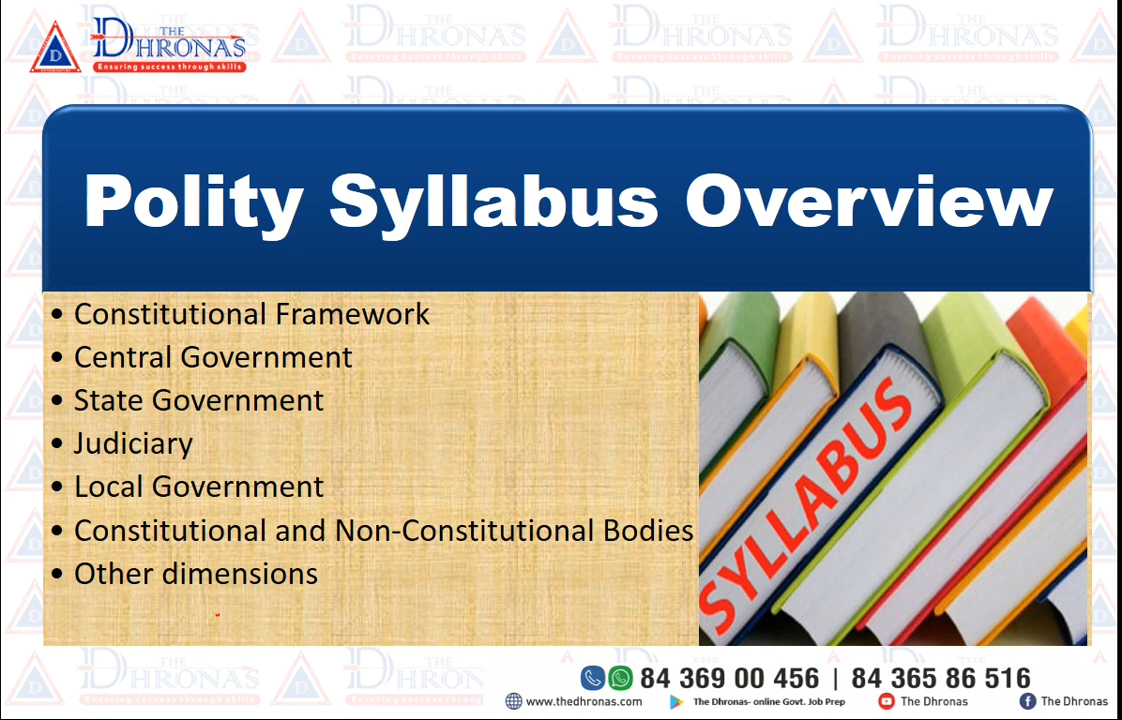 THE
DHRONAS
Ensuring success through skills
D
Polity Syllabus Overview
• Constitutional Framework
• Central Government
• State Government
• Judiciary
• Local Government
• Constitutional and Non-Constitutional Bodies
• Other dimensions
SYLLABUS
84 369 00 456 | 84 365 86 516
www.thedhronas.com
The Dhronas- online Govt. Job Prep
The Dhronas
The Dhronas